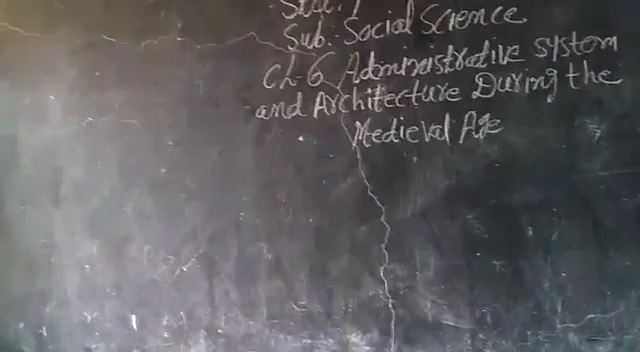 Sub:- Social Science
Ch-6 Administrative system
and Architecture During the
Medieval Age